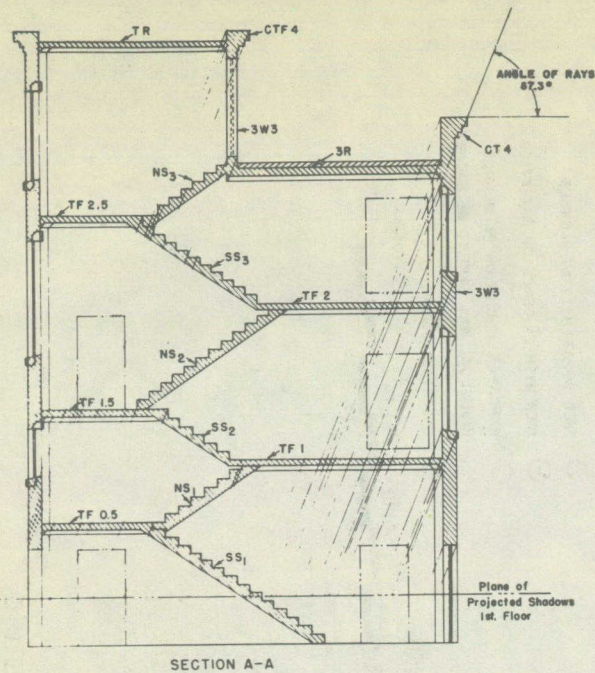 TR
CTF 4
ANGLE OF RAYS
67.3°
3W3
CT 4
3R
NS3
TF 2.5
SS3
3W3
TF 2
NS2
TF 1.5
SS2
TF 1
NS1
TF 0.5
SS1
Plane of
Projected Shadows
1st. Floor
SECTION A-A